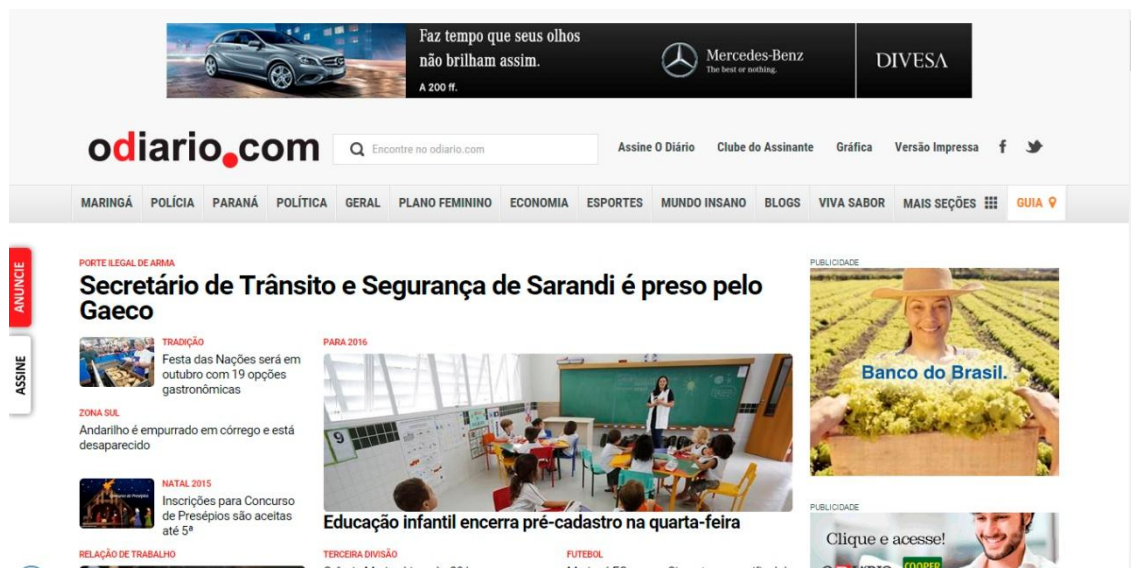 Faz tempo que seus olhos
não brilham assim.
A 200 ff.
Mercedes-Benz
The best or nothing.
DIVESA
odiario.com
Encontre no odiario.com
Assine O Diário
Clube do Assinante
Gráfica
Versão Impressa
MARINGÁ
POLÍCIA
PARANÁ
POLÍTICA
GERAL
PLANO FEMININO
ECONOMIA
ESPORTES
MUNDO INSANO
BLOGS
VIVA SABOR
MAIS SEÇÕES
GUIA
ANUNCIE
ASSINE
PORTE ILEGAL DE ARMA
Secretário de Trânsito e Segurança de Sarandi é preso pelo
Gaeco
TRADIÇÃO
Festa das Nações será em
outubro com 19 opções
gastronômicas
ZONA SUL
Andarilho é empurrado em córrego e está
desaparecido
NATAL 2015
Inscrições para Concurso
de Presépios são aceitas
até 5ª
RELAÇÃO DE TRABALHO
PARA 2016
9
Educação infantil encerra pré-cadastro na quarta-feira
TERCEIRA DIVISÃO
FUTEBOL
PUBLICIDADE
Banco do Brasil.
PUBLICIDADE
Clique e acesse!
COOPER